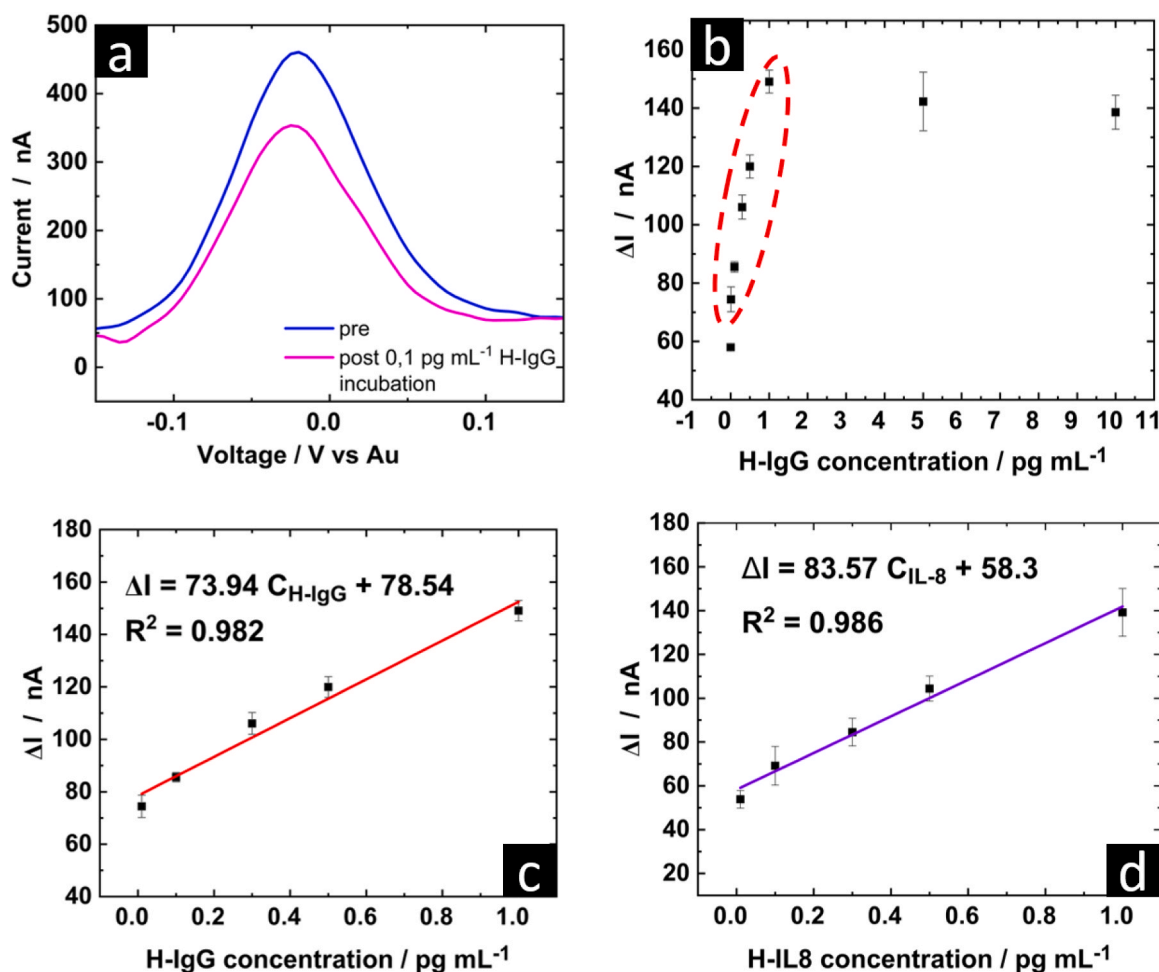 a
500
400
300
200
100
0
Current / nA
pre
post 0,1 pg mL⁻¹ H-IgG
incubation
-0.1
0.0
0.1
Voltage / V vs Au
b
160
140
120
100
80
60
40
ΔI / nA
-1 0 1 2 3 4 5 6 7 8 9 10 11
H-IgG concentration / pg mL⁻¹
180
160
140
120
100
80
60
40
ΔI / nA
ΔI = 73.94 C_H-IgG + 78.54
R² = 0.982
c
0.0 0.2 0.4 0.6 0.8 1.0
H-IgG concentration / pg mL⁻¹
180
160
140
120
100
80
60
40
20
0
ΔI / nA
ΔI = 83.57 C_IL-8 + 58.3
R² = 0.986
d
0.0 0.2 0.4 0.6 0.8 1.0
H-IL8 concentration / pg mL⁻¹